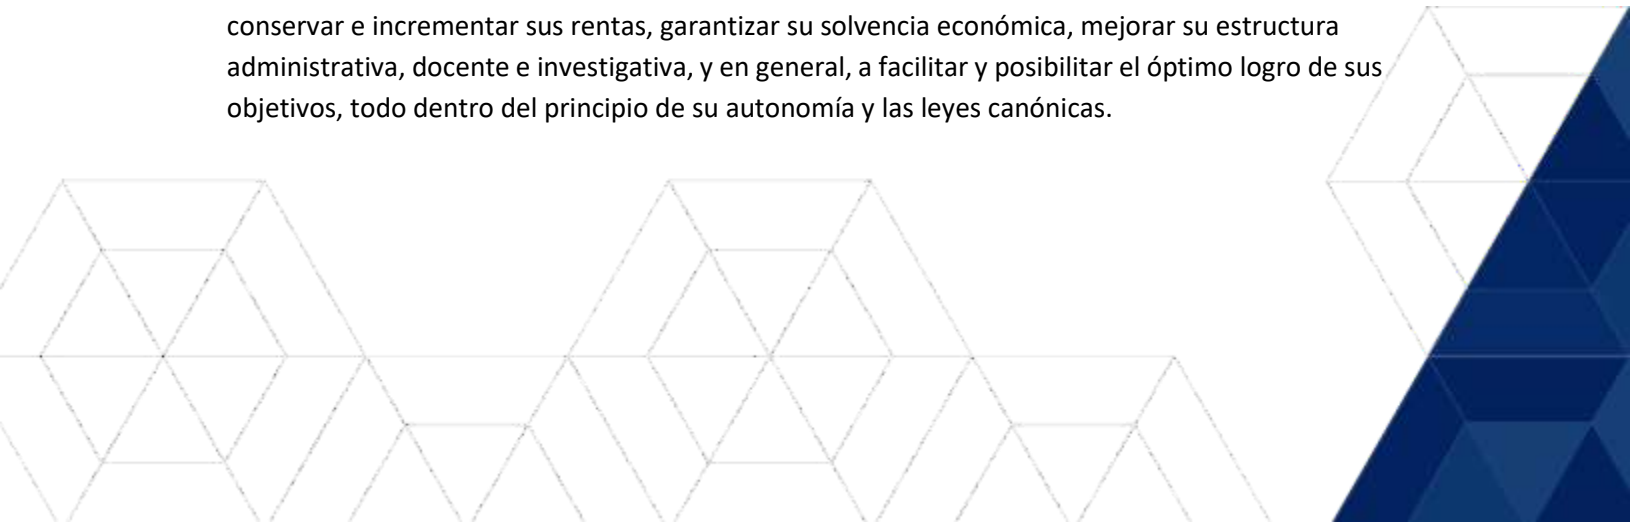 conservar e incrementar sus rentas, garantizar su solvencia económica, mejorar su estructura
administrativa, docente e investigativa, y en general, a facilitar y posibilitar el óptimo logro de sus
objetivos, todo dentro del principio de su autonomía y las leyes canónicas.